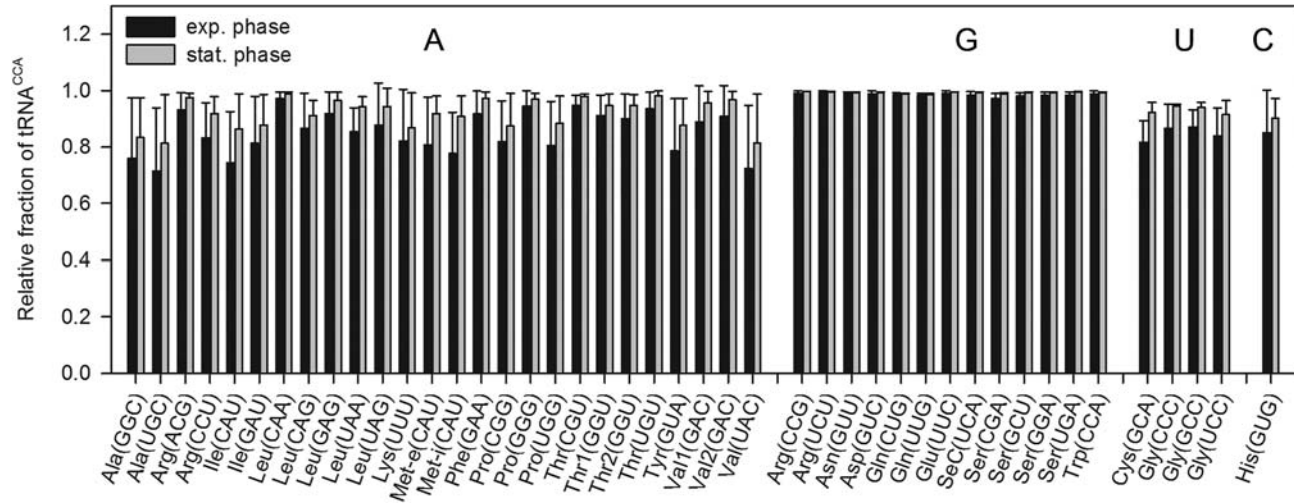 Relative fraction of tRNA^CCA
1.2
1.0
0.8
0.6
0.4
0.2
0.0
exp. phase
stat. phase
A
G
U
C
Ala(GGC)
Ala(UGC)
Arg(ACG)
Arg(CCU)
Ile(CAU)
Ile(GAU)
Leu(CAA)
Leu(CAG)
Leu(GAG)
Leu(UAA)
Leu(UAG)
Lys(UUU)
Met-e(CAU)
Met-i(CAU)
Phe(GAA)
Pro(CGG)
Pro(GGG)
Pro(UGG)
Thr(CGU)
Thr1(GGU)
Thr2(GGU)
Thr(UGU)
Tyr(GUA)
Val1(GAC)
Val2(GAC)
Val(UAC)
Arg(CCG)
Arg(UCU)
Asn(GUU)
Asp(GUC)
Gln(CUG)
Gln(UUG)
Glu(UUC)
SeC(UCA)
Ser(CGA)
Ser(GCU)
Ser(GGA)
Ser(UGA)
Trp(CCA)
Cys(GCA)
Gly(CCC)
Gly(GCC)
Gly(UCC)
His(GUG)